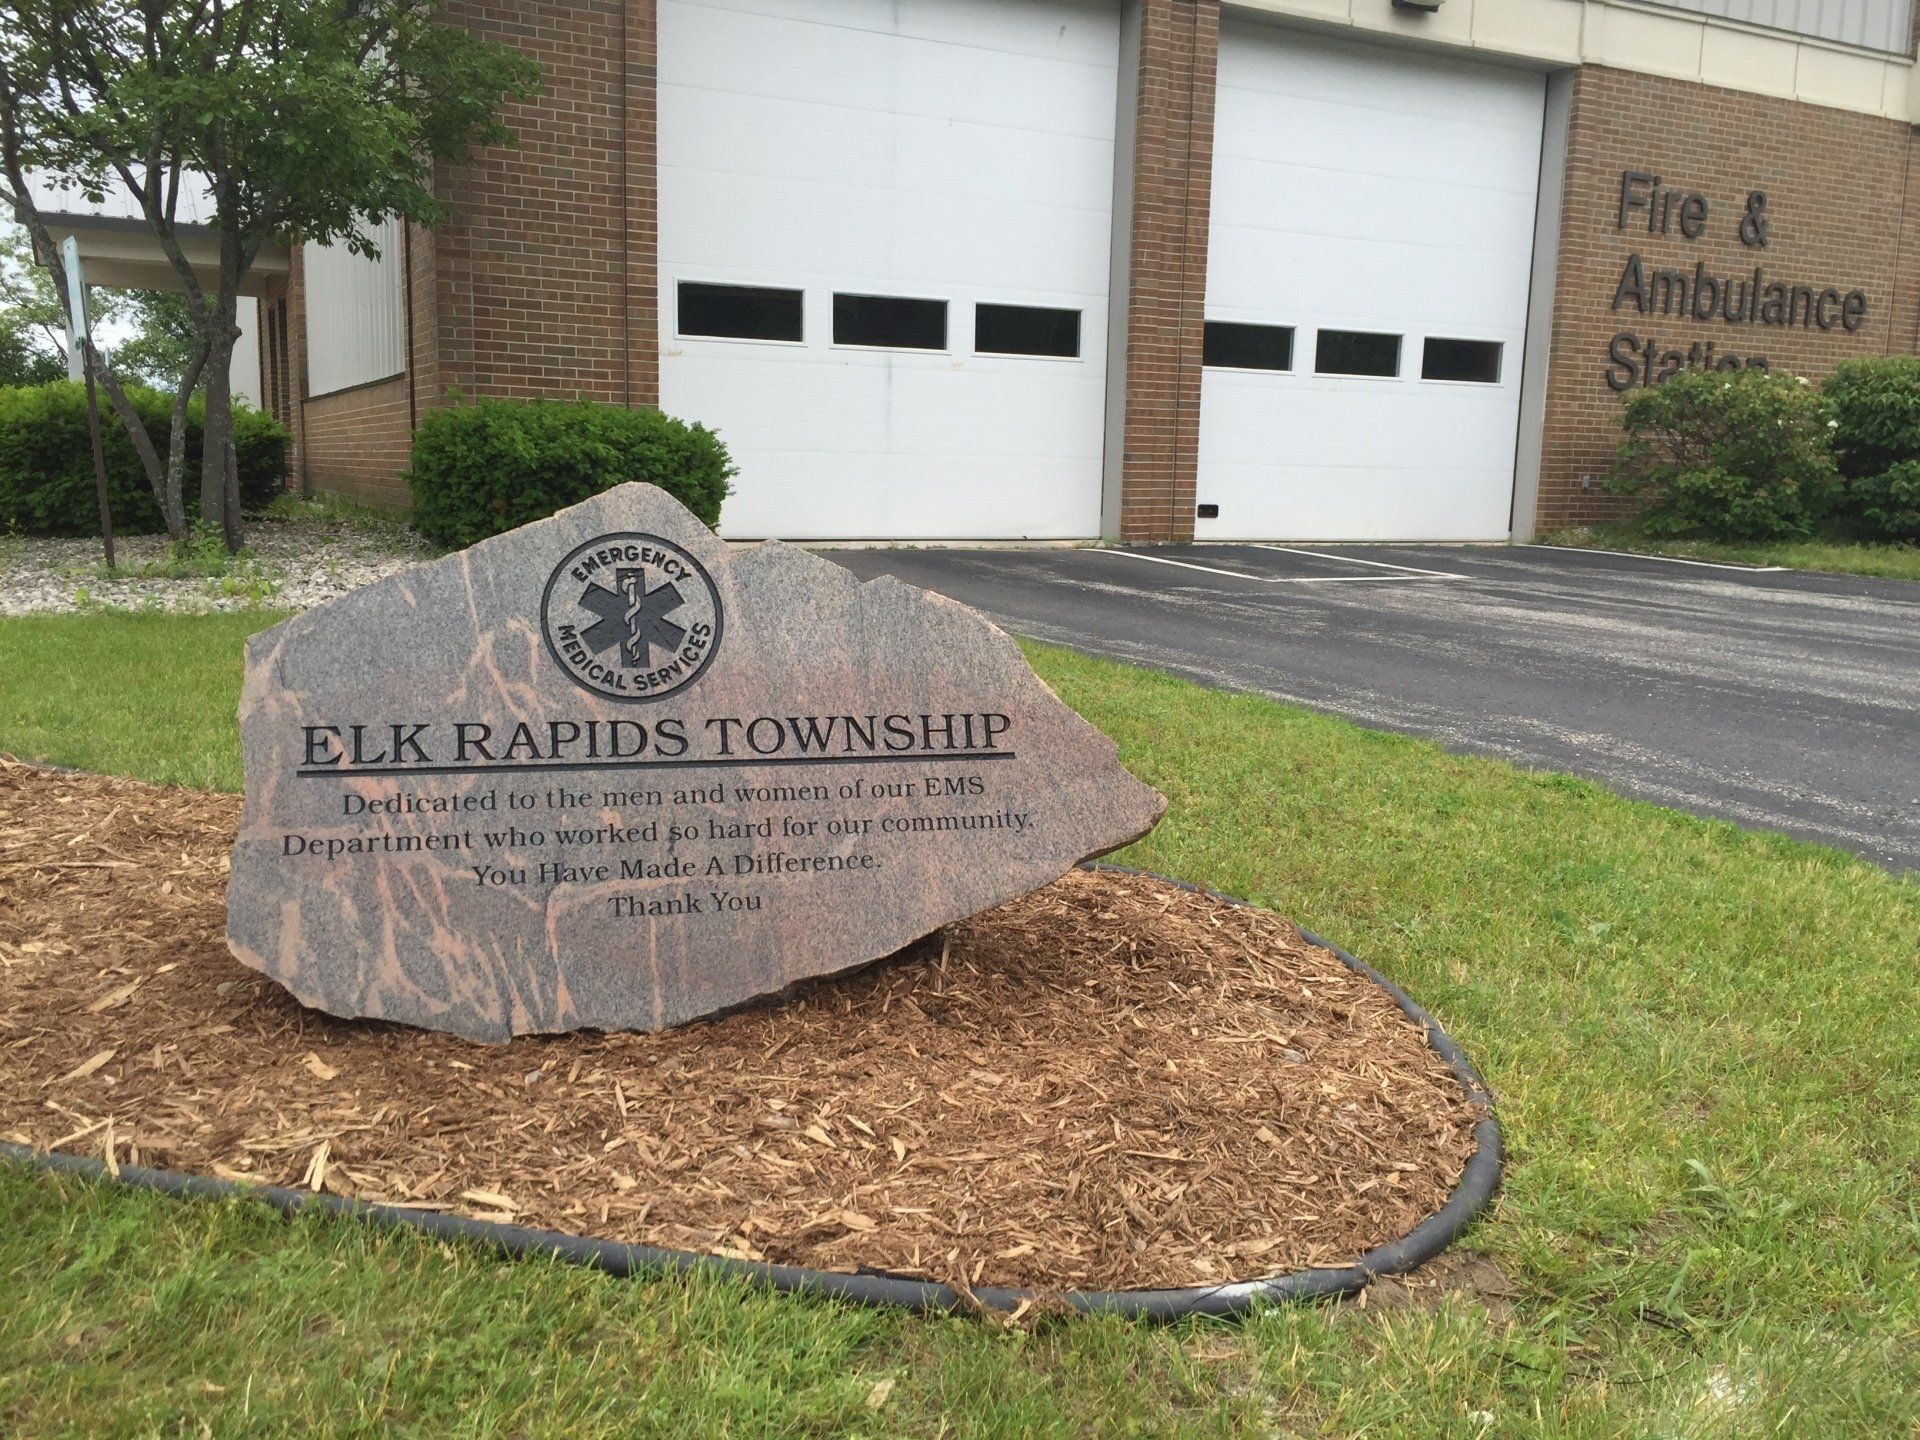 Fire &
Ambulance
Station
EMERGENCY
MEDICAL SERVICES
ELK RAPIDS TOWNSHIP
Dedicated to the men and women of our EMS
Department who worked so hard for our community.
You Have Made A Difference.
Thank You